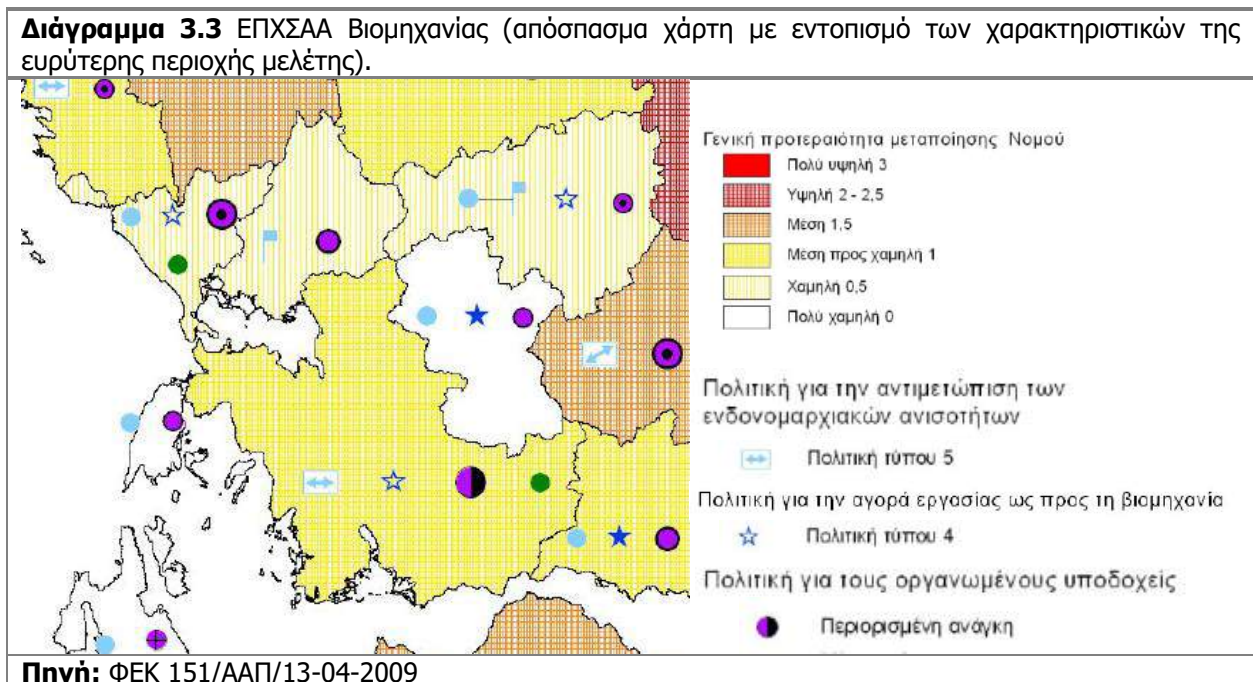 Διάγραμμα 3.3 ΕΠΧΣΑΑ Βιομηχανίας (απόσπασμα χάρτη με εντοπισμό των χαρακτηριστικών της
ευρύτερης περιοχής μελέτης).
Γενική προτεραιότητα μεταποίησης Νομού
Πολύ υψηλή 3
Υψηλή 2 - 2,5
Μέση 1,5
Μέση προς χαμηλή 1
Χαμηλή 0,5
Πολύ χαμηλή 0
Πολιτική για την αντιμετώπιση των
ενδονομαρχιακών ανισοτήτων
Πολιτική τύπου 5
Πολιτική για την αγορά εργασίας ως προς τη βιομηχανία
Πολιτική τύπου 4
Πολιτική για τους οργανωμένους υποδοχείς
Περιορισμένη ανάγκη
Πηγή: ΦΕΚ 151/ΑΑΠ/13-04-2009